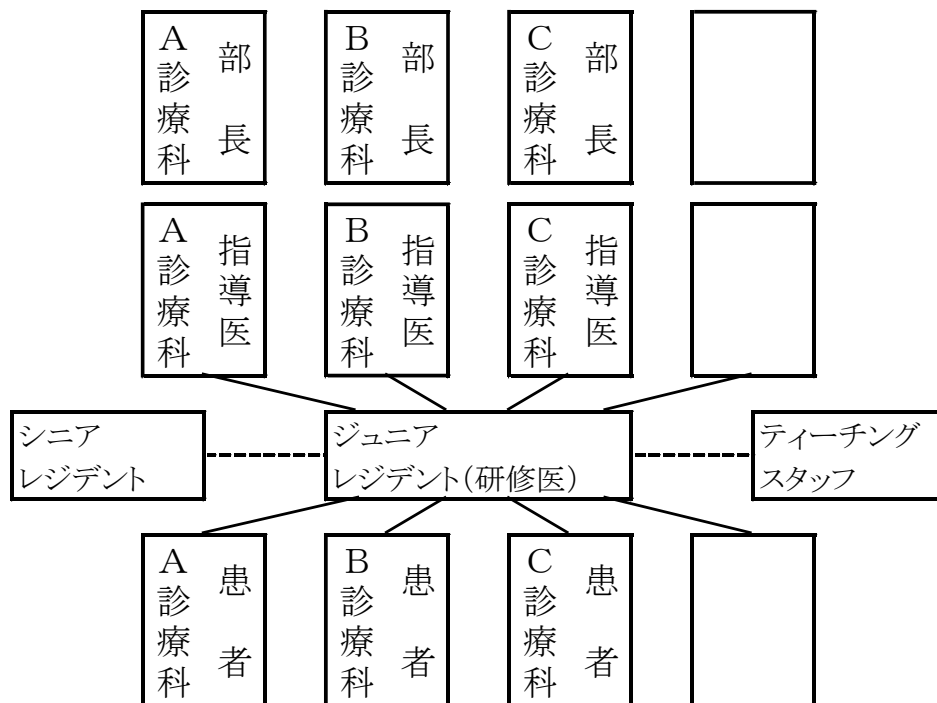 A診療科
部長
B診療科
部長
C診療科
部長
A診療科
指導医
B診療科
指導医
C診療科
指導医
シニア
レジデント
ジュニア
レジデント(研修医)
ティーチング
スタッフ
A診療科
患者
B診療科
患者
C診療科
患者